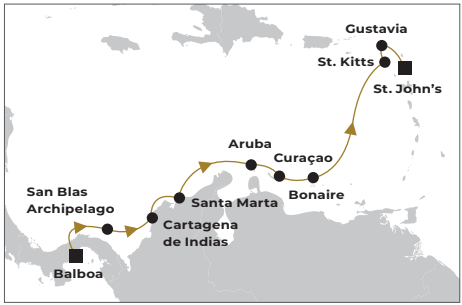 Gustavia
St. Kitts
St. John's
Aruba
Curaçao
Bonaire
San Blas
Archipelago
Santa Marta
Cartagena
de Indias
Balboa